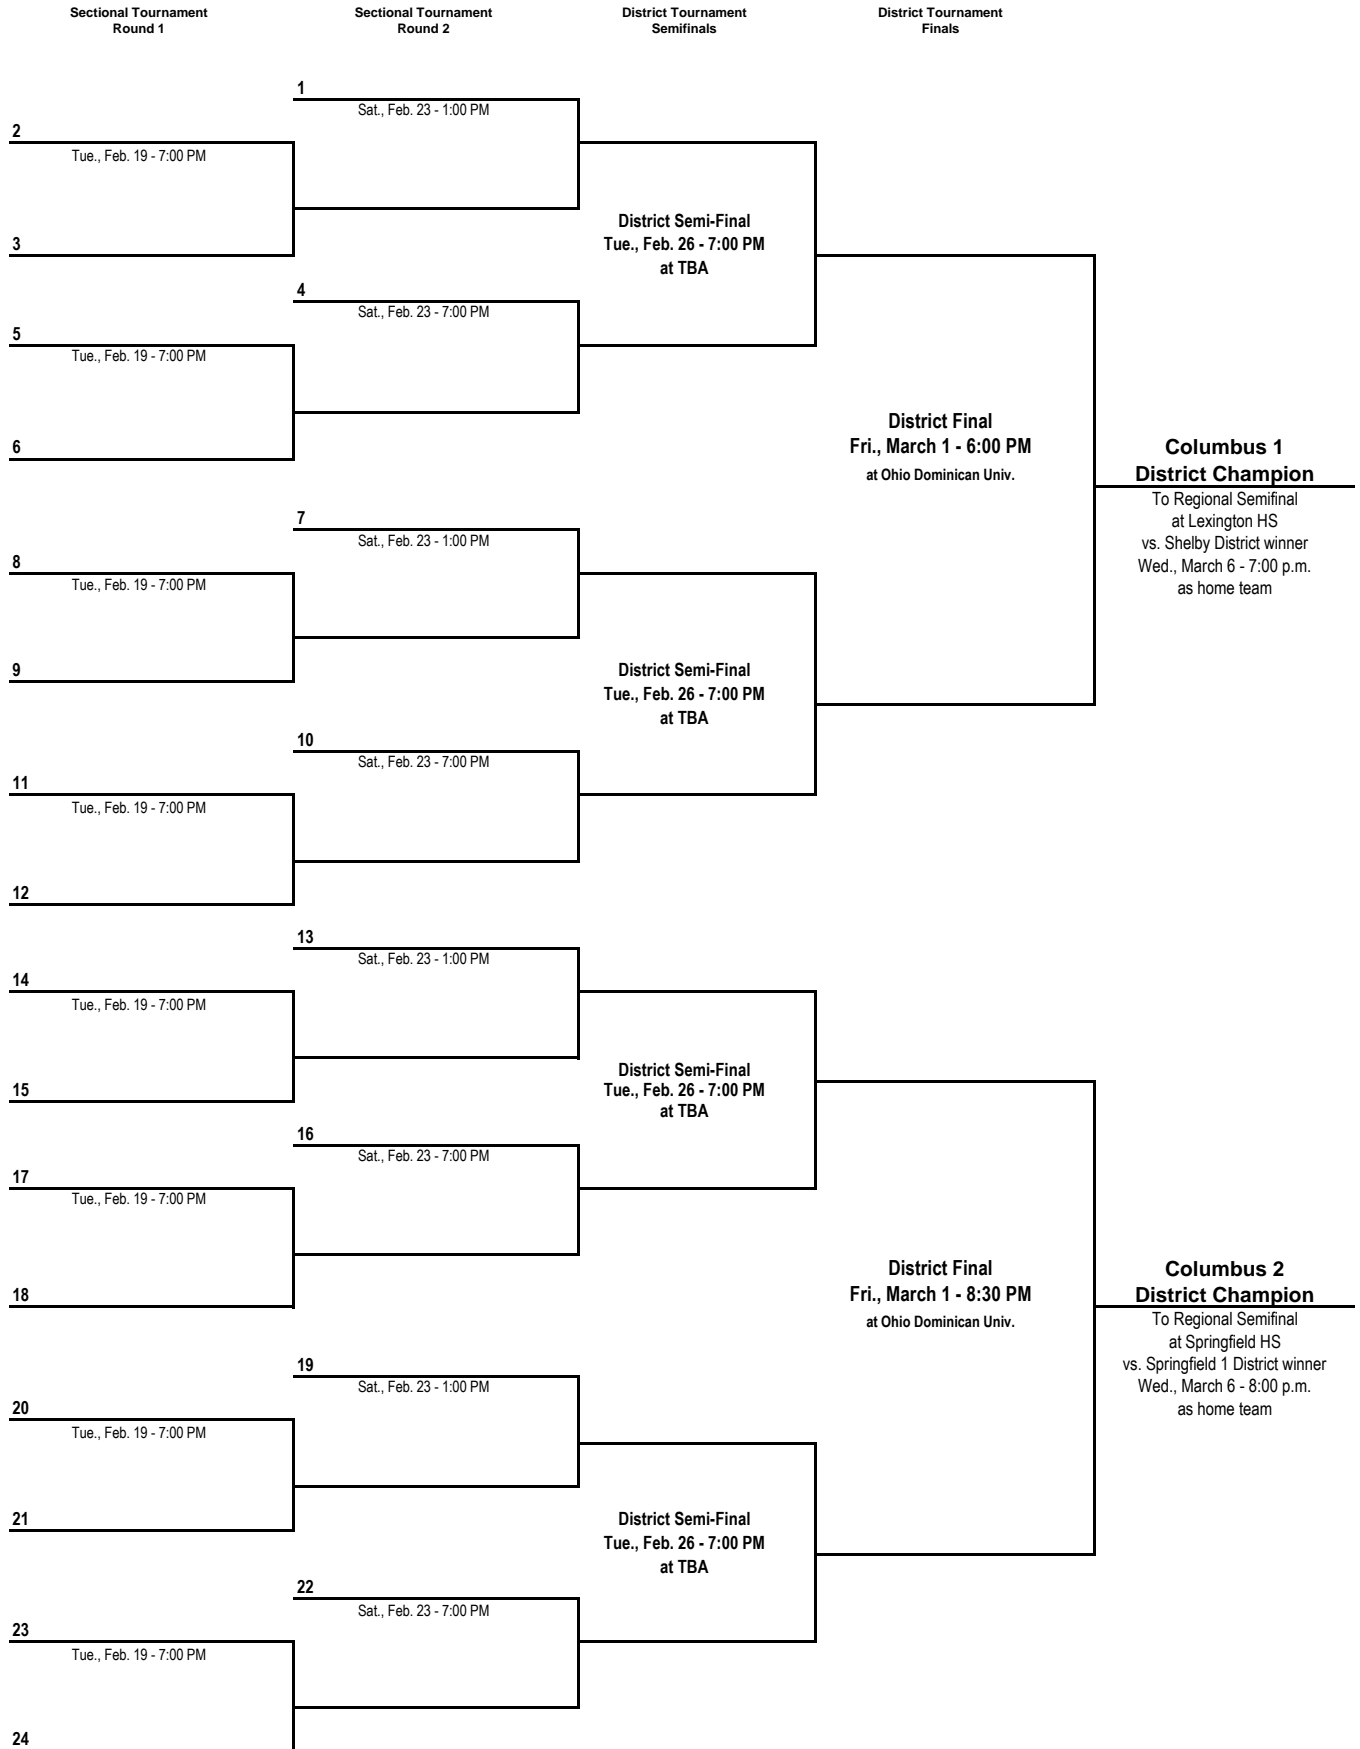 Sectional Tournament
Round 1
Sectional Tournament
Round 2
District Tournament
Semifinals
District Tournament
Finals
1
Sat., Feb. 23 - 1:00 PM
2
Tue., Feb. 19 - 7:00 PM
District Semi-Final
Tue., Feb. 26 - 7:00 PM
at TBA
3
4
Sat., Feb. 23 - 7:00 PM
5
Tue., Feb. 19 - 7:00 PM
6
District Final
Fri., March 1 - 6:00 PM
at Ohio Dominican Univ.
Columbus 1
District Champion
To Regional Semifinal
at Lexington HS
vs. Shelby District winner
Wed., March 6 - 7:00 p.m.
as home team
7
Sat., Feb. 23 - 1:00 PM
8
Tue., Feb. 19 - 7:00 PM
9
District Semi-Final
Tue., Feb. 26 - 7:00 PM
at TBA
10
Sat., Feb. 23 - 7:00 PM
11
Tue., Feb. 19 - 7:00 PM
12
13
Sat., Feb. 23 - 1:00 PM
14
Tue., Feb. 19 - 7:00 PM
15
District Semi-Final
Tue., Feb. 26 - 7:00 PM
at TBA
16
Sat., Feb. 23 - 7:00 PM
17
Tue., Feb. 19 - 7:00 PM
18
District Final
Fri., March 1 - 8:30 PM
at Ohio Dominican Univ.
Columbus 2
District Champion
To Regional Semifinal
at Springfield HS
vs. Springfield 1 District winner
Wed., March 6 - 8:00 p.m.
as home team
19
Sat., Feb. 23 - 1:00 PM
20
Tue., Feb. 19 - 7:00 PM
21
District Semi-Final
Tue., Feb. 26 - 7:00 PM
at TBA
22
Sat., Feb. 23 - 7:00 PM
23
Tue., Feb. 19 - 7:00 PM
24